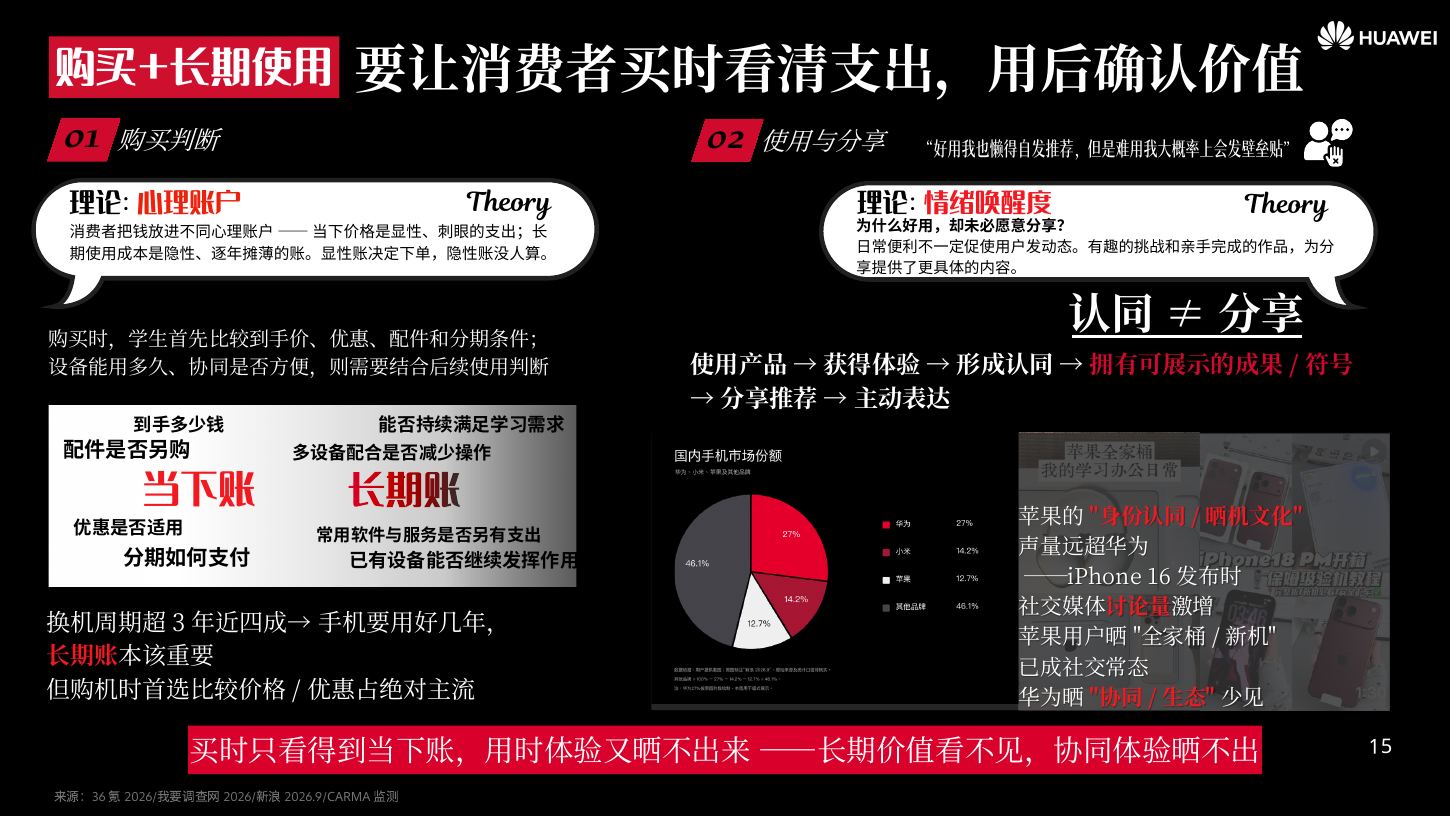 购买+长期使用 要让消费者买时看清支出，用后确认价值
HUAWEI
01 购买判断
理论: 心理账户
Theory
消费者把钱放进不同心理账户 —— 当下价格是显性、刺眼的支出；长
期使用成本是隐性、逐年摊薄的账。显性账决定下单，隐性账没人算。
购买时，学生首先比较到手价、优惠、配件和分期条件；
设备能用多久、协同是否方便，则需要结合后续使用判断
到手多少钱
能否持续满足学习需求
配件是否另购
多设备配合是否减少操作
当下账
长期账
优惠是否适用
常用软件与服务是否另有支出
分期如何支付
已有设备能否继续发挥作用
换机周期超 3 年近四成→ 手机要用好几年，
长期账本该重要
但购机时首选比较价格 / 优惠占绝对主流
02 使用与分享
“好用我也懒得自发推荐，但是难用我大概率上会发壁垒贴”
理论: 情绪唤醒度
Theory
为什么好用，却未必愿意分享？
日常便利不一定促使用户发动态。有趣的挑战和亲手完成的作品，为分
享提供了更具体的内容。
认同 ≠ 分享
使用产品 → 获得体验 → 形成认同 → 拥有可展示的成果 / 符号
→ 分享推荐 → 主动表达
国内手机市场份额
华为、小米、苹果及其他品牌
27%
14.2%
12.7%
46.1%
华为 27%
小米 14.2%
苹果 12.7%
其他品牌 46.1%
苹果全家桶
我的学习办公日常
iPhone18 PM开箱
保姆级验机教程
苹果的 "身份认同 / 晒机文化"
声量远超华为
——iPhone 16 发布时
社交媒体讨论量激增
苹果用户晒 "全家桶 / 新机"
已成社交常态
华为晒 "协同 / 生态" 少见
1:30
买时只看得到当下账，用时体验又晒不出来 ——长期价值看不见，协同体验晒不出
15
来源：36 氪 2026/我要调查网 2026/新浪 2026.9/CARMA 监测